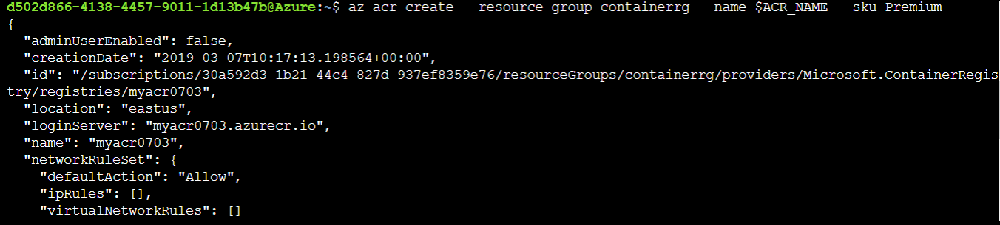 d502d866-4138-4457-9011-1d13b47b@Azure:~$ az acr create --resource-group containerrg --name $ACR_NAME --sku Premium
{
  "adminUserEnabled": false,
  "creationDate": "2019-03-07T10:17:13.198564+00:00",
  "id": "/subscriptions/30a592d3-1b21-44c4-827d-937ef8359e76/resourceGroups/containerrg/providers/Microsoft.ContainerRegis
try/registries/myacr0703",
  "location": "eastus",
  "loginServer": "myacr0703.azurecr.io",
  "name": "myacr0703",
  "networkRuleSet": {
    "defaultAction": "Allow",
    "ipRules": [],
    "virtualNetworkRules": []